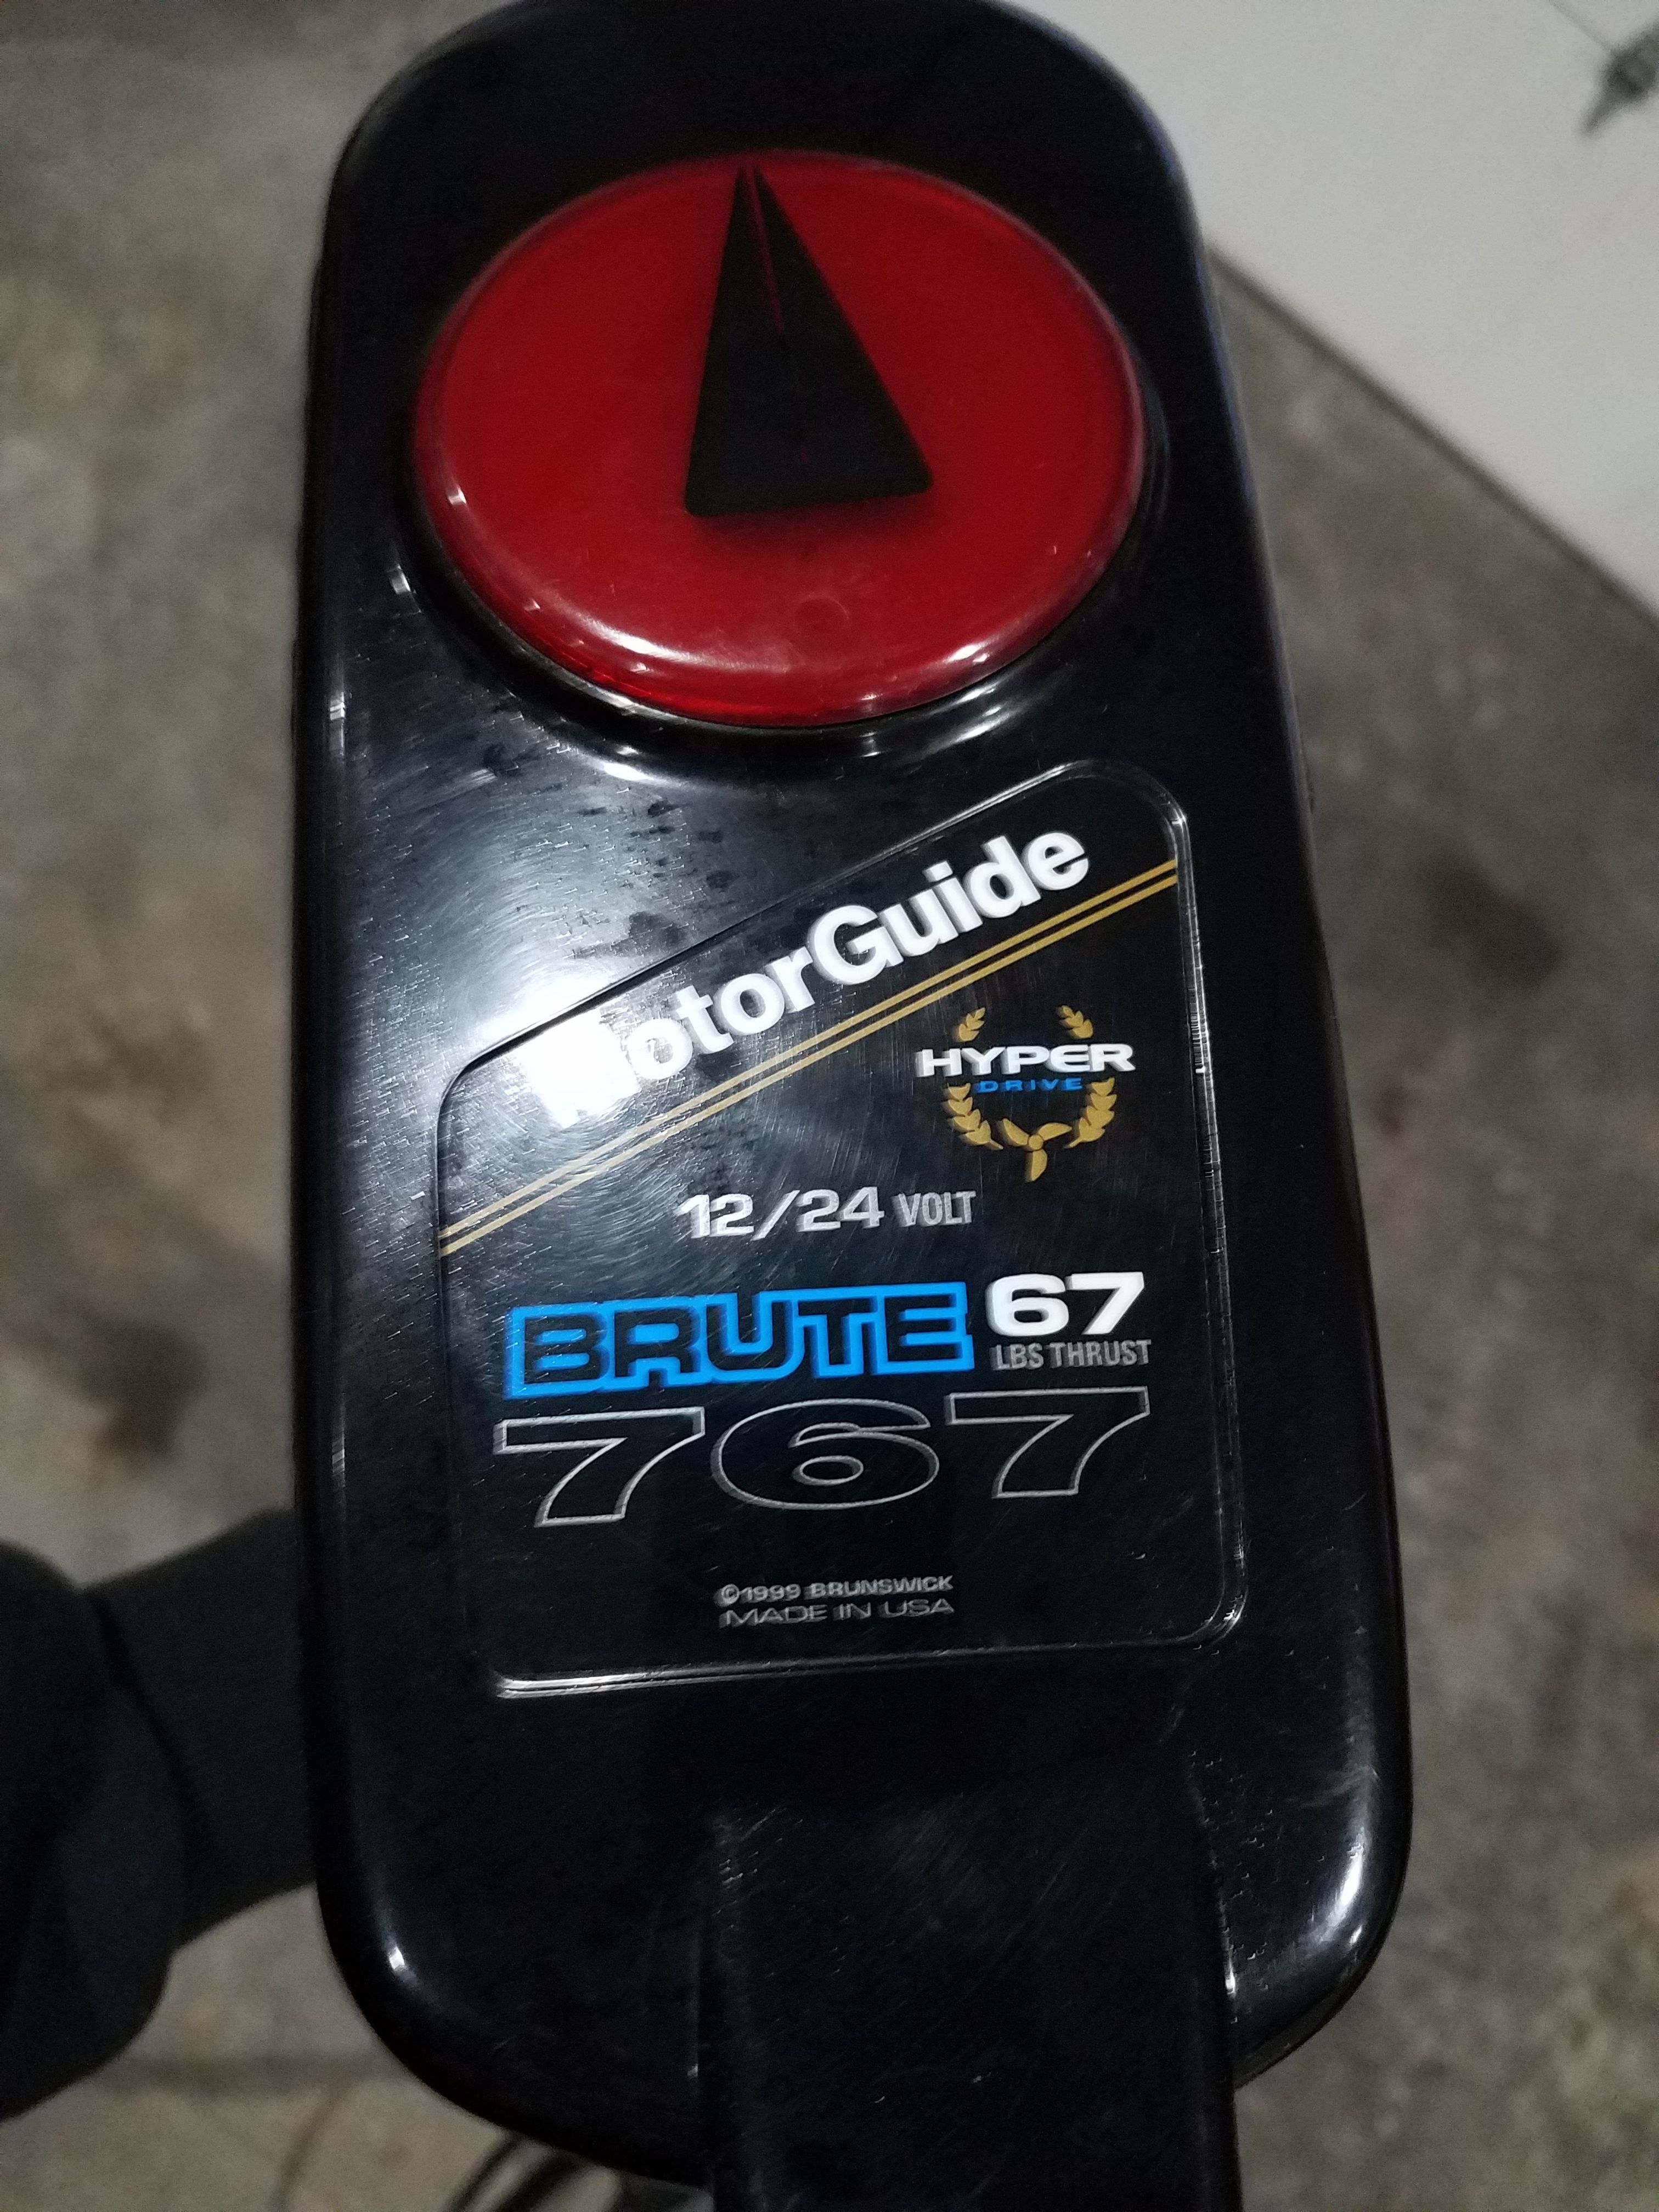 MotorGuide
HYPER
DRIVE
12/24 VOLT
BRUTE 67
LBS THRUST
767
©1999 BRUNSWICK
MADE IN USA